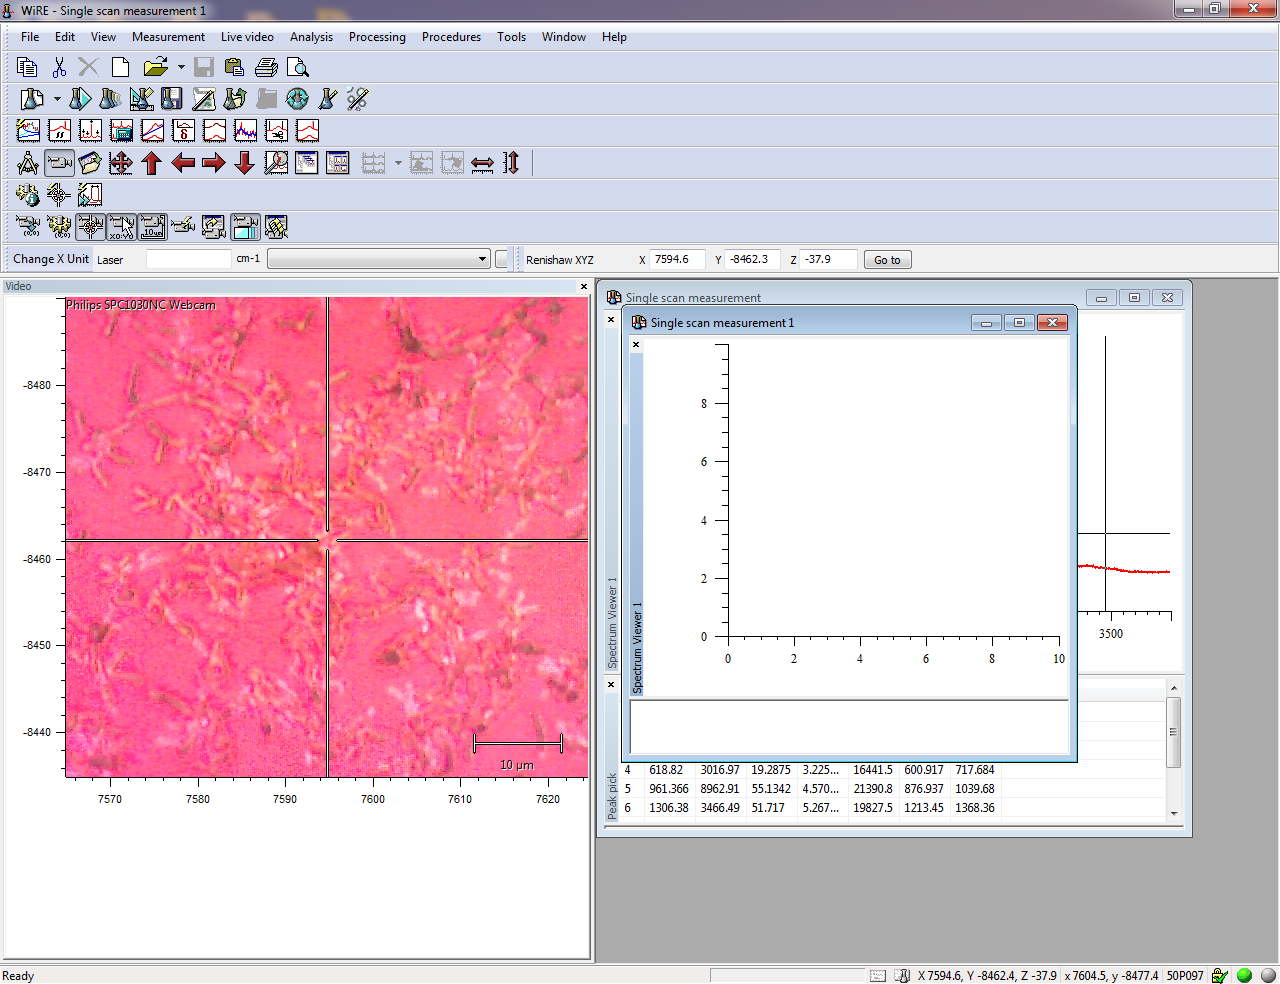 WiRE - Single scan measurement 1
File Edit View Measurement Live video Analysis Processing Procedures Tools Window Help
Change X Unit Laser cm-1 Renishaw XYZ X 7594.6 Y -8462.3 Z -37.9 Go to
Video
Philips SPC1030NC Webcam
-8480
-8470
-8460
-8450
-8440
10 µm
7570 7580 7590 7600 7610 7620
Single scan measurement
Spectrum Viewer 1
3500
Single scan measurement 1
Spectrum Viewer 1
8
6
4
2
0
0 2 4 6 8 10
Peak pick
4 618.82 3016.97 19.2875 3.225... 16441.5 600.917 717.684
5 961.366 8962.91 55.1342 4.570... 21390.8 876.937 1039.68
6 1306.38 3466.49 51.717 5.267... 19827.5 1213.45 1368.36
Ready
X 7594.6, Y -8462.4, Z -37.9 x 7604.5, y -8477.4 50P097